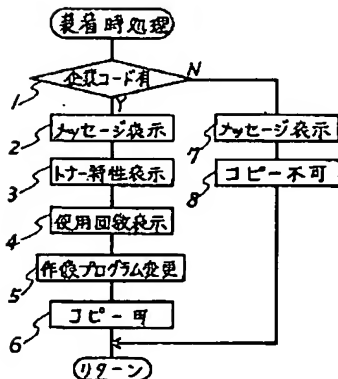 装着時処理
企業コード有
N
1
Y
2
メッセージ表示
7
メッセージ表示
3
トナー特性表示
8
コピー不可
4
使用回数表示
5
作像プログラム変更
6
コピー可
リターン